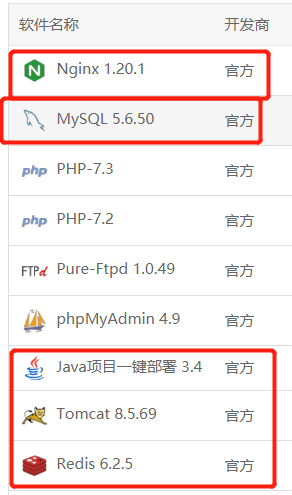 软件名称 开发商
Nginx 1.20.1 官方
MySQL 5.6.50 官方
php PHP-7.3 官方
php PHP-7.2 官方
FTPd Pure-Ftpd 1.0.49 官方
phpMyAdmin 4.9 官方
Java项目一键部署 3.4 官方
Tomcat 8.5.69 官方
Redis 6.2.5 官方